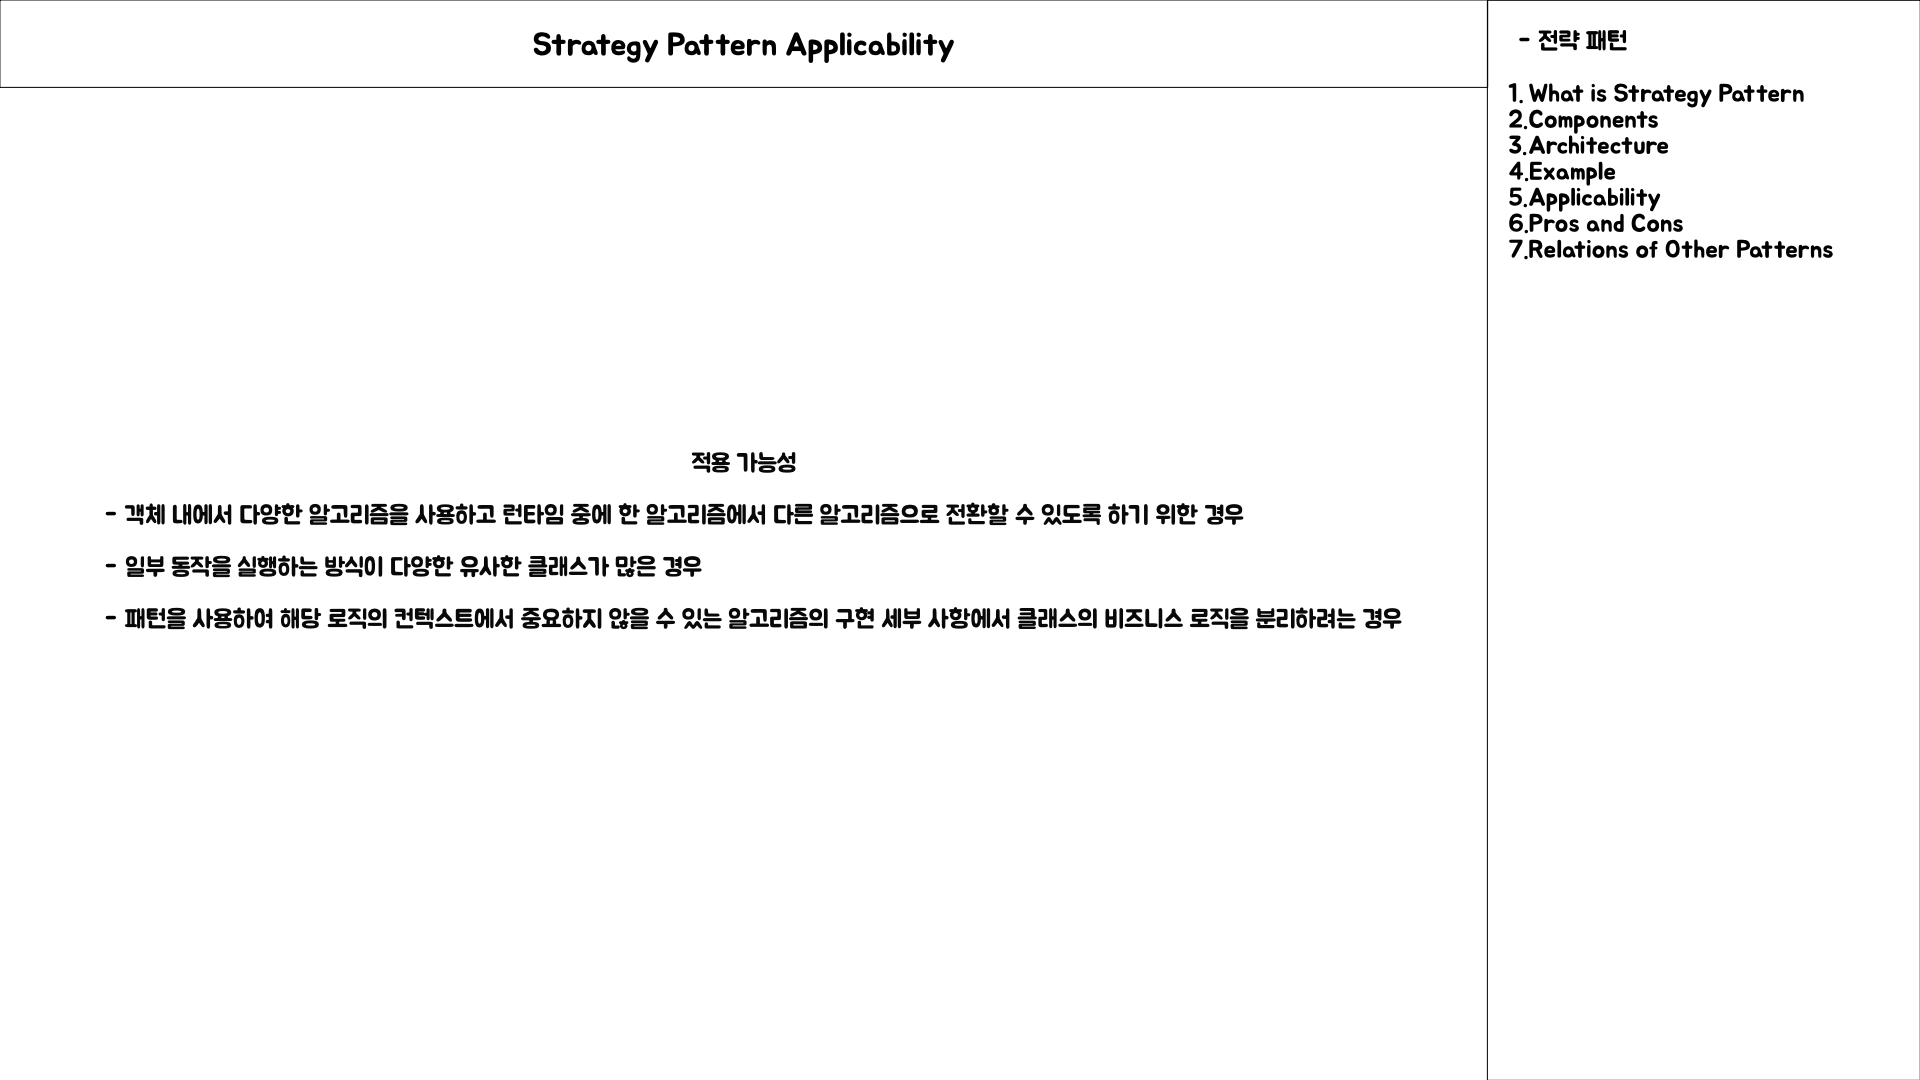 Strategy Pattern Applicability
적용 가능성
- 객체 내에서 다양한 알고리즘을 사용하고 런타임 중에 한 알고리즘에서 다른 알고리즘으로 전환할 수 있도록 하기 위한 경우
- 일부 동작을 실행하는 방식이 다양한 유사한 클래스가 많은 경우
- 패턴을 사용하여 해당 로직의 컨텍스트에서 중요하지 않을 수 있는 알고리즘의 구현 세부 사항에서 클래스의 비즈니스 로직을 분리하려는 경우
- 전략 패턴
1. What is Strategy Pattern
2.Components
3.Architecture
4.Example
5.Applicability
6.Pros and Cons
7.Relations of Other Patterns